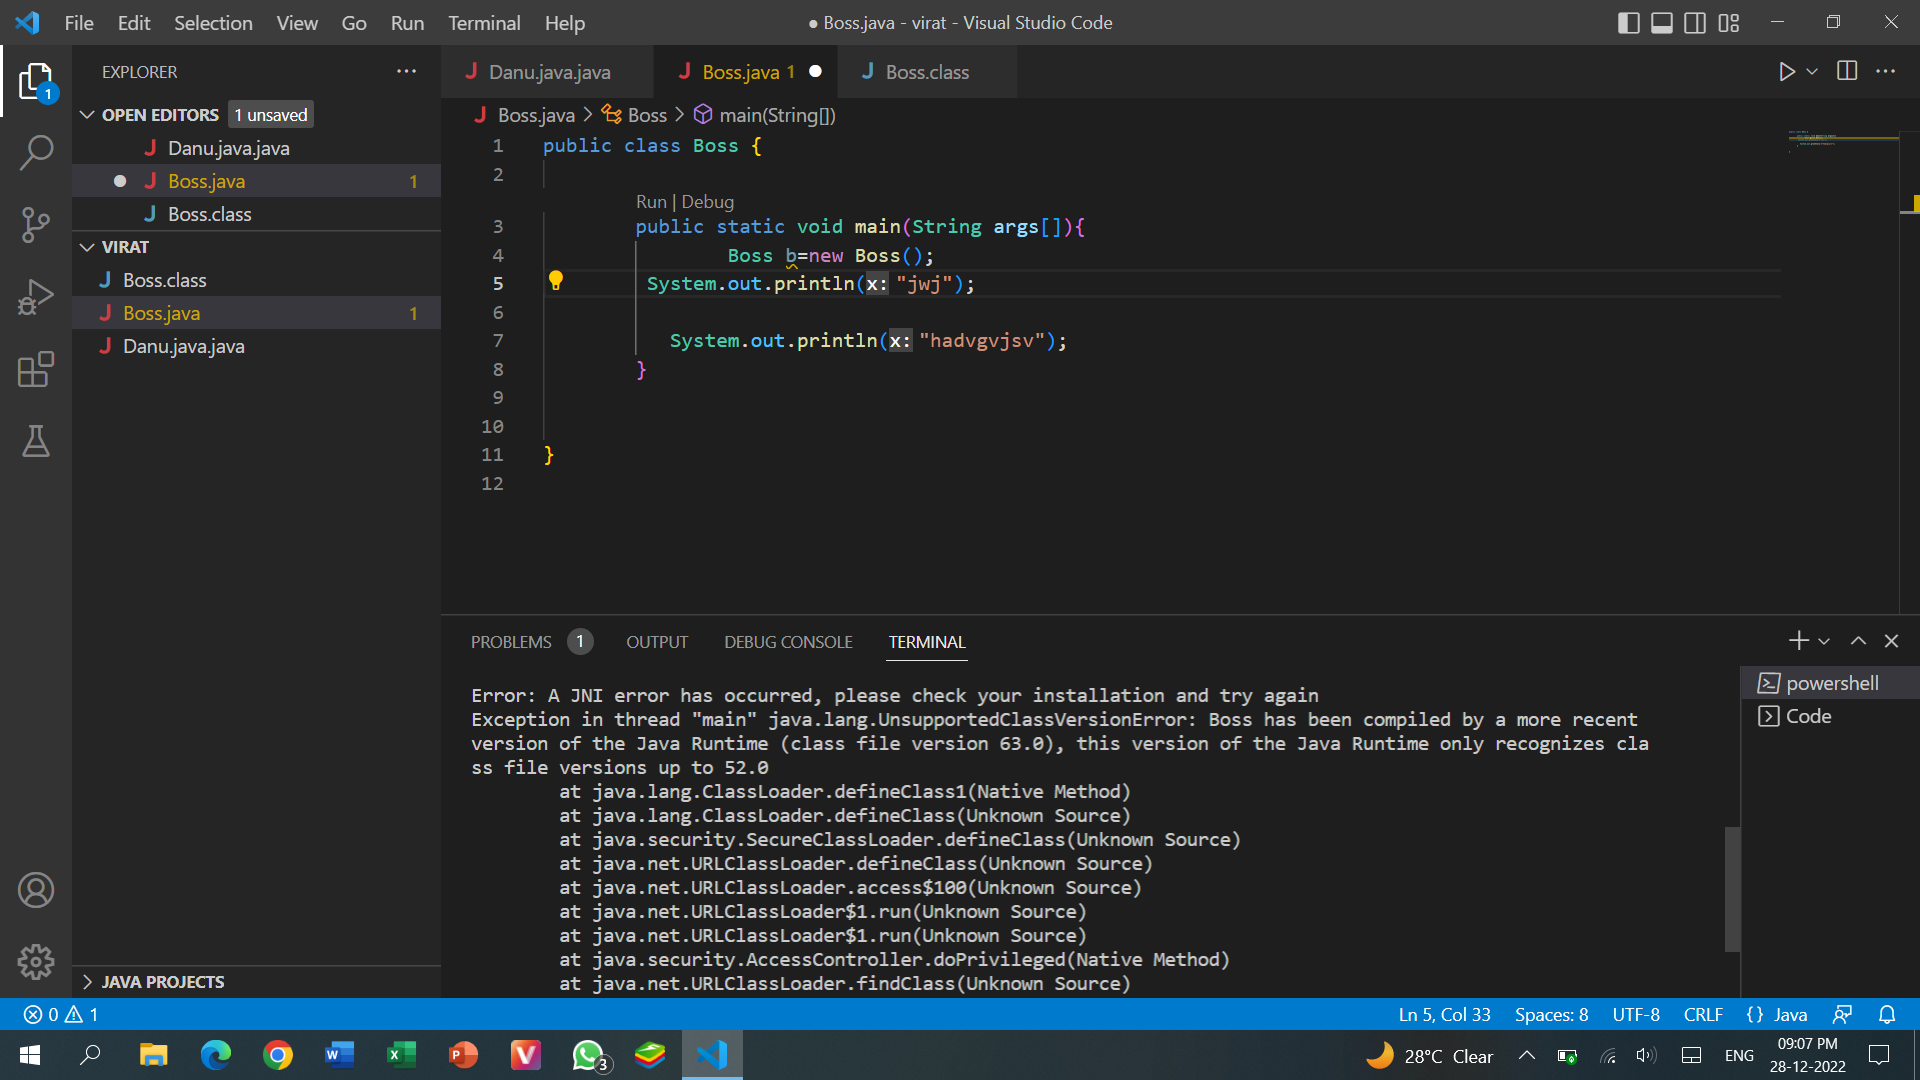 File Edit Selection View Go Run Terminal Help
● Boss.java - virat - Visual Studio Code
1
EXPLORER
OPEN EDITORS 1 unsaved
Danu.java.java
Boss.java 1
Boss.class
VIRAT
Boss.class
Boss.java 1
Danu.java.java
JAVA PROJECTS
Danu.java.java Boss.java 1 Boss.class
Boss.java > Boss > main(String[])
1 public class Boss {
2
Run | Debug
3 public static void main(String args[]){
4 Boss b=new Boss();
5 System.out.println(x: "jwj");
6
7 System.out.println(x: "hadvgvjsv");
8 }
9
10
11 }
12
PROBLEMS 1 OUTPUT DEBUG CONSOLE TERMINAL
powershell
Code
Error: A JNI error has occurred, please check your installation and try again
Exception in thread "main" java.lang.UnsupportedClassVersionError: Boss has been compiled by a more recent
version of the Java Runtime (class file version 63.0), this version of the Java Runtime only recognizes cla
ss file versions up to 52.0
at java.lang.ClassLoader.defineClass1(Native Method)
at java.lang.ClassLoader.defineClass(Unknown Source)
at java.security.SecureClassLoader.defineClass(Unknown Source)
at java.net.URLClassLoader.defineClass(Unknown Source)
at java.net.URLClassLoader.access$100(Unknown Source)
at java.net.URLClassLoader$1.run(Unknown Source)
at java.net.URLClassLoader$1.run(Unknown Source)
at java.security.AccessController.doPrivileged(Native Method)
at java.net.URLClassLoader.findClass(Unknown Source)
0 1 Ln 5, Col 33 Spaces: 8 UTF-8 CRLF {} Java
3 28°C Clear ENG 09:07 PM
28-12-2022